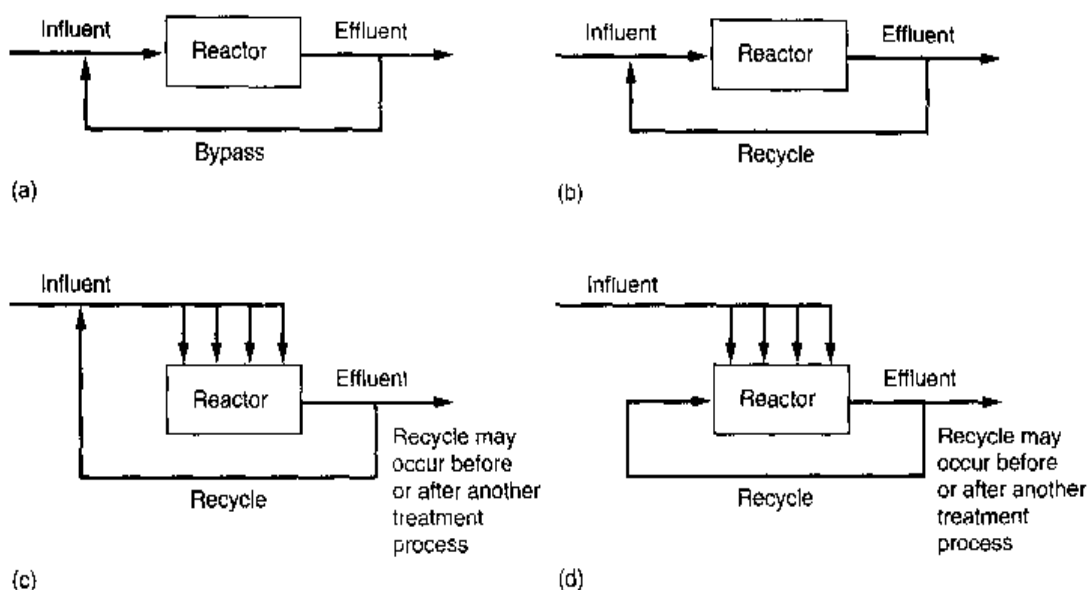 Influent
Reactor
Effluent
Bypass
(a)
Influent
Reactor
Effluent
Recycle
(b)
Influent
Reactor
Effluent
Recycle may
occur before
or after another
treatment
process
Recycle
(c)
Influent
Reactor
Effluent
Recycle may
occur before
or after another
treatment
process
Recycle
(d)